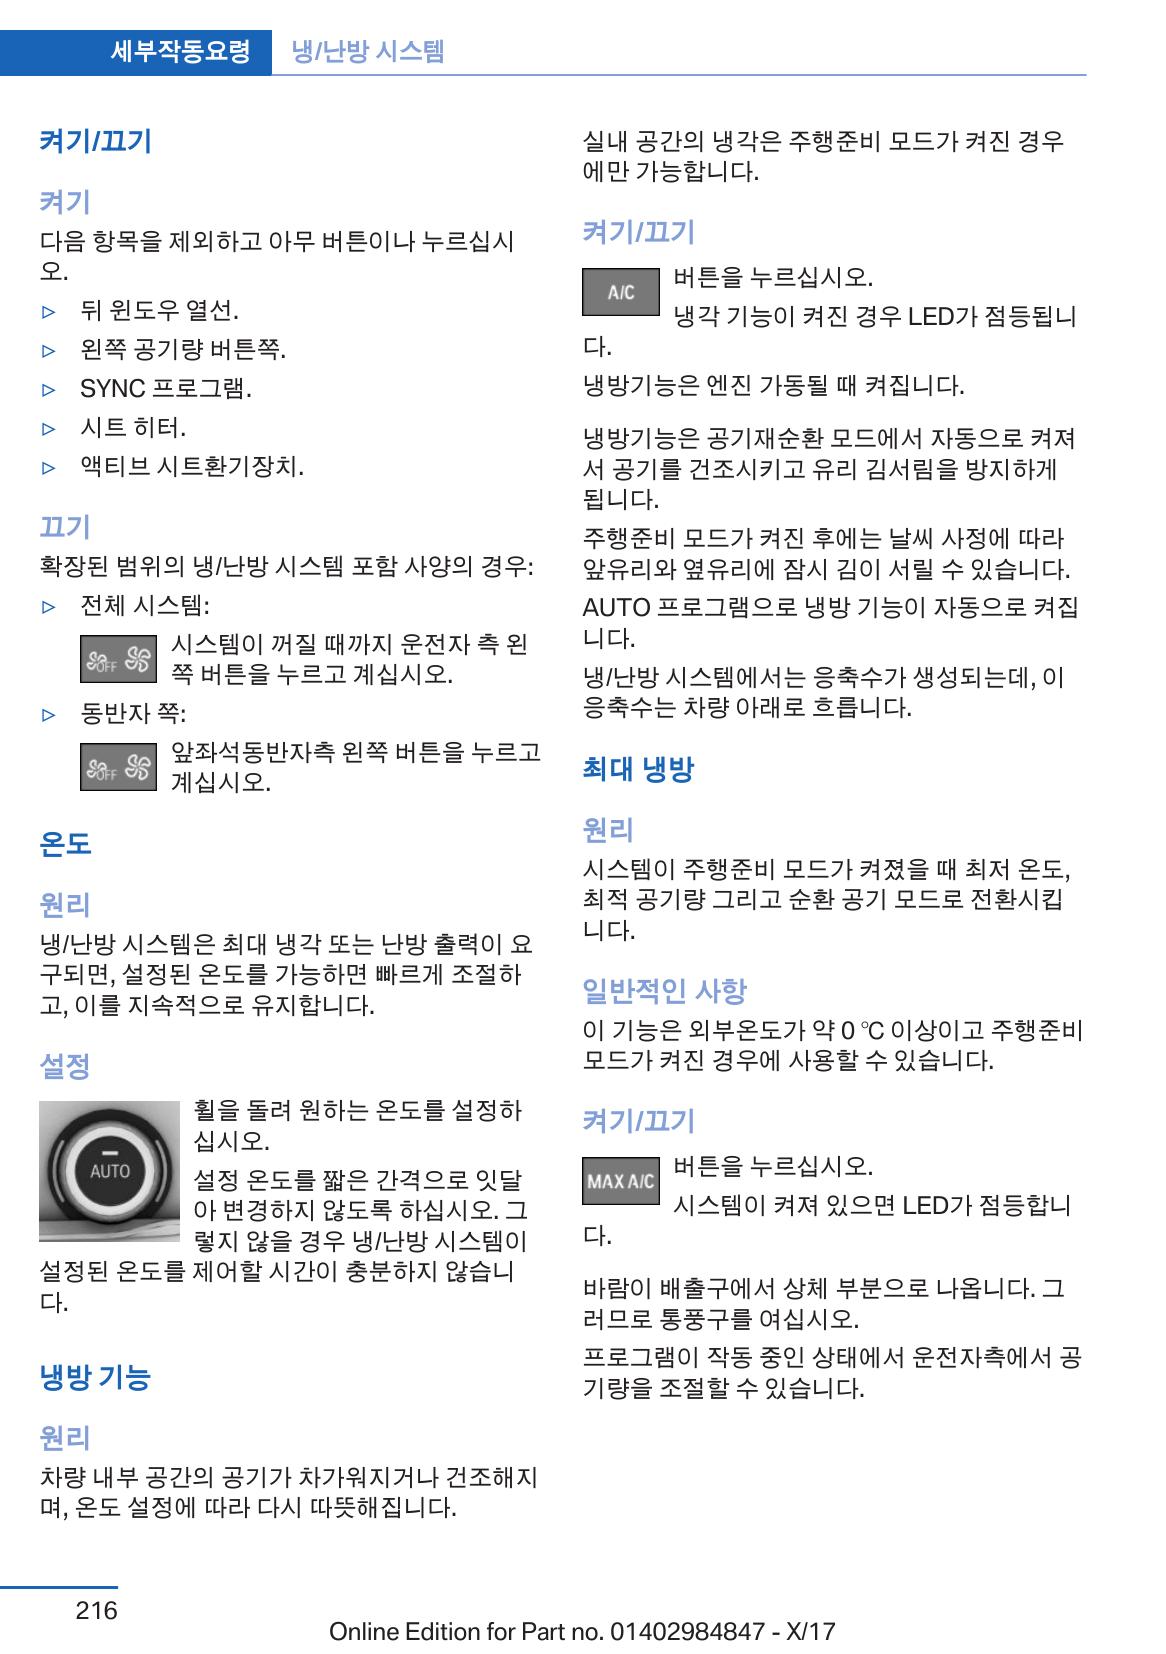 세부작동요령 냉/난방 시스템
켜기/끄기
켜기
다음 항목을 제외하고 아무 버튼이나 누르십시
오.
▷ 뒤 윈도우 열선.
▷ 왼쪽 공기량 버튼쪽.
▷ SYNC 프로그램.
▷ 시트 히터.
▷ 액티브 시트환기장치.
끄기
확장된 범위의 냉/난방 시스템 포함 사양의 경우:
▷ 전체 시스템:
OFF 시스템이 꺼질 때까지 운전자 측 왼
쪽 버튼을 누르고 계십시오.
▷ 동반자 쪽:
OFF 앞좌석동반자측 왼쪽 버튼을 누르고
계십시오.
온도
원리
냉/난방 시스템은 최대 냉각 또는 난방 출력이 요
구되면, 설정된 온도를 가능하면 빠르게 조절하
고, 이를 지속적으로 유지합니다.
설정
휠을 돌려 원하는 온도를 설정하
십시오.
AUTO
설정 온도를 짧은 간격으로 잇달
아 변경하지 않도록 하십시오. 그
렇지 않을 경우 냉/난방 시스템이
설정된 온도를 제어할 시간이 충분하지 않습니
다.
냉방 기능
원리
차량 내부 공간의 공기가 차가워지거나 건조해지
며, 온도 설정에 따라 다시 따뜻해집니다.
실내 공간의 냉각은 주행준비 모드가 켜진 경우
에만 가능합니다.
켜기/끄기
A/C 버튼을 누르십시오.
냉각 기능이 켜진 경우 LED가 점등됩니
다.
냉방기능은 엔진 가동될 때 켜집니다.
냉방기능은 공기재순환 모드에서 자동으로 켜져
서 공기를 건조시키고 유리 김서림을 방지하게
됩니다.
주행준비 모드가 켜진 후에는 날씨 사정에 따라
앞유리와 옆유리에 잠시 김이 서릴 수 있습니다.
AUTO 프로그램으로 냉방 기능이 자동으로 켜집
니다.
냉/난방 시스템에서는 응축수가 생성되는데, 이
응축수는 차량 아래로 흐릅니다.
최대 냉방
원리
시스템이 주행준비 모드가 켜졌을 때 최저 온도,
최적 공기량 그리고 순환 공기 모드로 전환시킵
니다.
일반적인 사항
이 기능은 외부온도가 약 0 ℃ 이상이고 주행준비
모드가 켜진 경우에 사용할 수 있습니다.
켜기/끄기
MAX A/C 버튼을 누르십시오.
시스템이 켜져 있으면 LED가 점등합니
다.
바람이 배출구에서 상체 부분으로 나옵니다. 그
러므로 통풍구를 여십시오.
프로그램이 작동 중인 상태에서 운전자측에서 공
기량을 조절할 수 있습니다.
216
Online Edition for Part no. 01402984847 - X/17